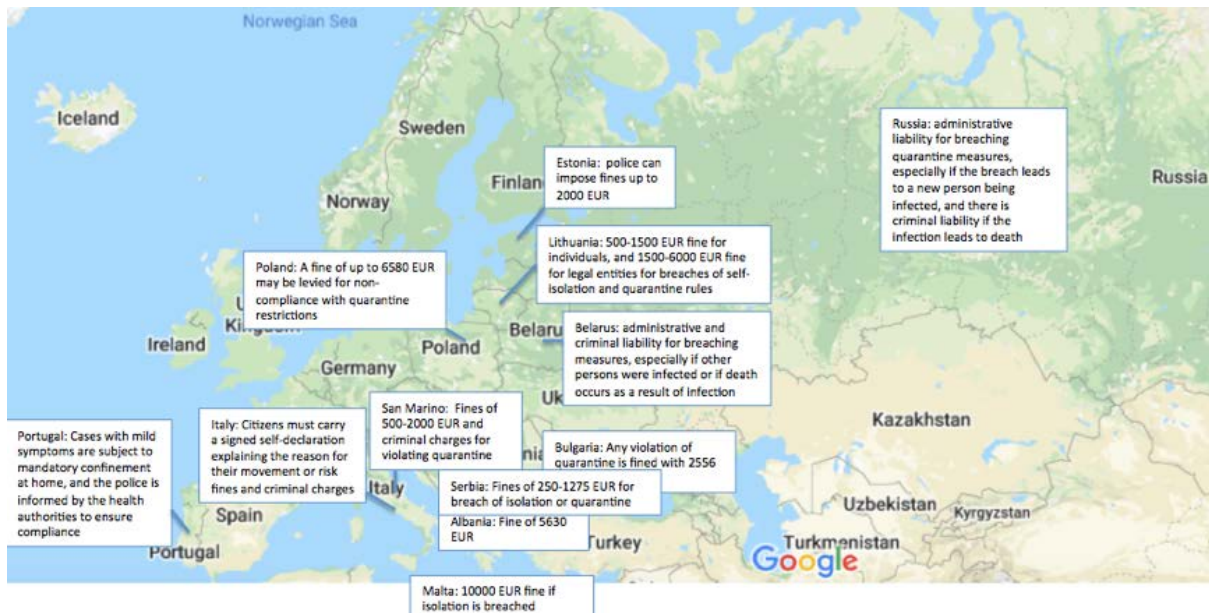 Norwegian Sea
Iceland
Sweden
Norway
Finlan
Russia: administrative
liability for breaching
quarantine measures,
especially if the breach leads
to a new person being
infected, and there is
criminal liability if the
infection leads to death
Russia
Estonia: police can
impose fines up to
2000 EUR
Lithuania: 500-1500 EUR fine for
individuals, and 1500-6000 EUR fine
for legal entities for breaches of self-
isolation and quarantine rules
Poland: A fine of up to 6580 EUR
may be levied for non-
compliance with quarantine
restrictions
U
Kingdom
Ireland
Belarus
Poland
Germany
Belarus: administrative and
criminal liability for breaching
measures, especially if other
persons were infected or if death
occurs as a result of infection
Uk
Kazakhstan
San Marino: Fines of
500-2000 EUR and
criminal charges for
violating quarantine
Italy: Citizens must carry
a signed self-declaration
explaining the reason for
their movement or risk
fines and criminal charges
Portugal: Cases with mild
symptoms are subject to
mandatory confinement
at home, and the police is
informed by the health
authorities to ensure
compliance
nia
Bulgaria: Any violation of
quarantine is fined with 2556
Serbia: Fines of 250-1275 EUR for
breach of isolation or quarantine
Albania: Fine of 5630
EUR
Italy
Spain
Portugal
Turkey
Uzbekistan
Kyrgyzstan
Turkmenistan
Google
Malta: 10000 EUR fine if
isolation is breached